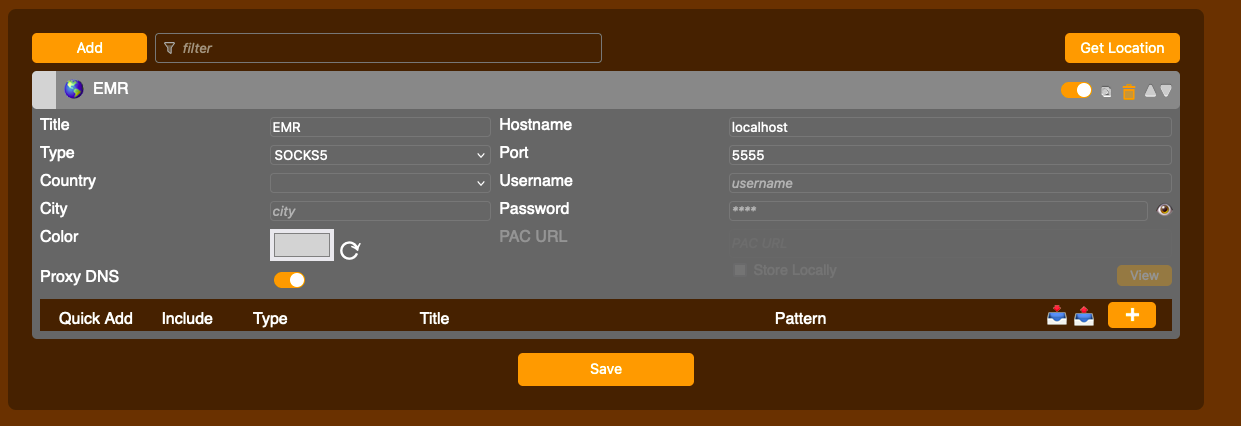 Add
filter
Get Location
EMR
Title
EMR
Hostname
localhost
Type
SOCKS5
Port
5555
Country
Username
username
City
city
Password
****
Color
PAC URL
PAC URL
Store Locally
View
Proxy DNS
Quick Add Include Type Title Pattern
+
Save